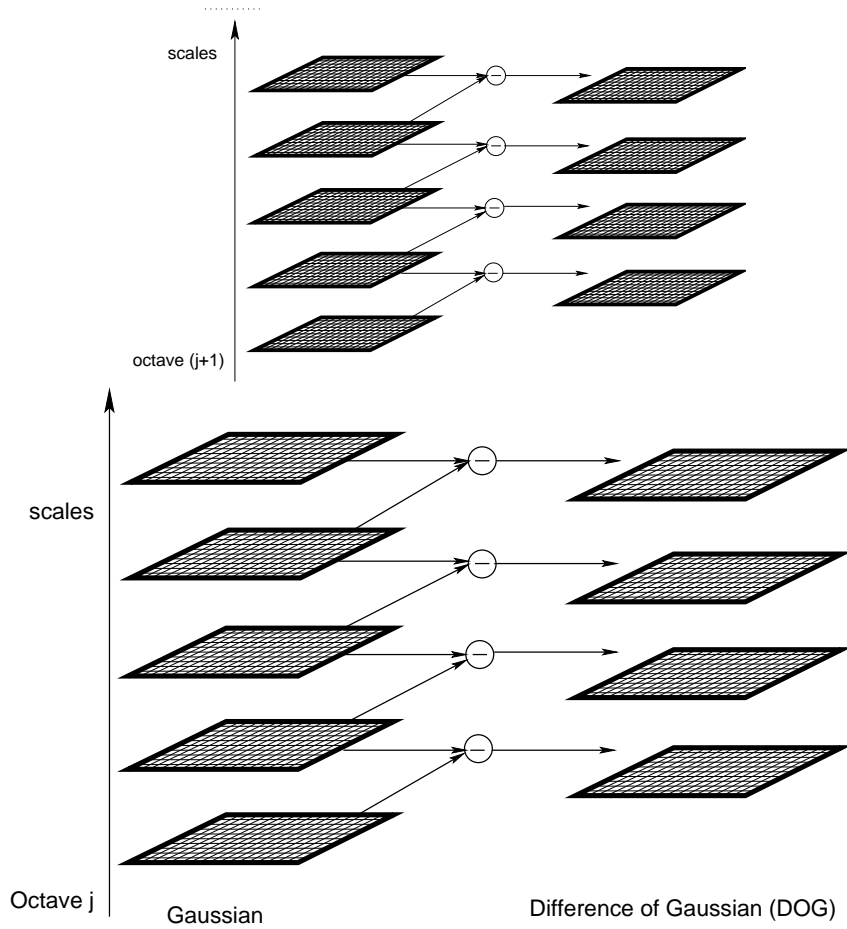 scales
octave (j+1)
scales
Octave j
Gaussian
Difference of Gaussian (DOG)